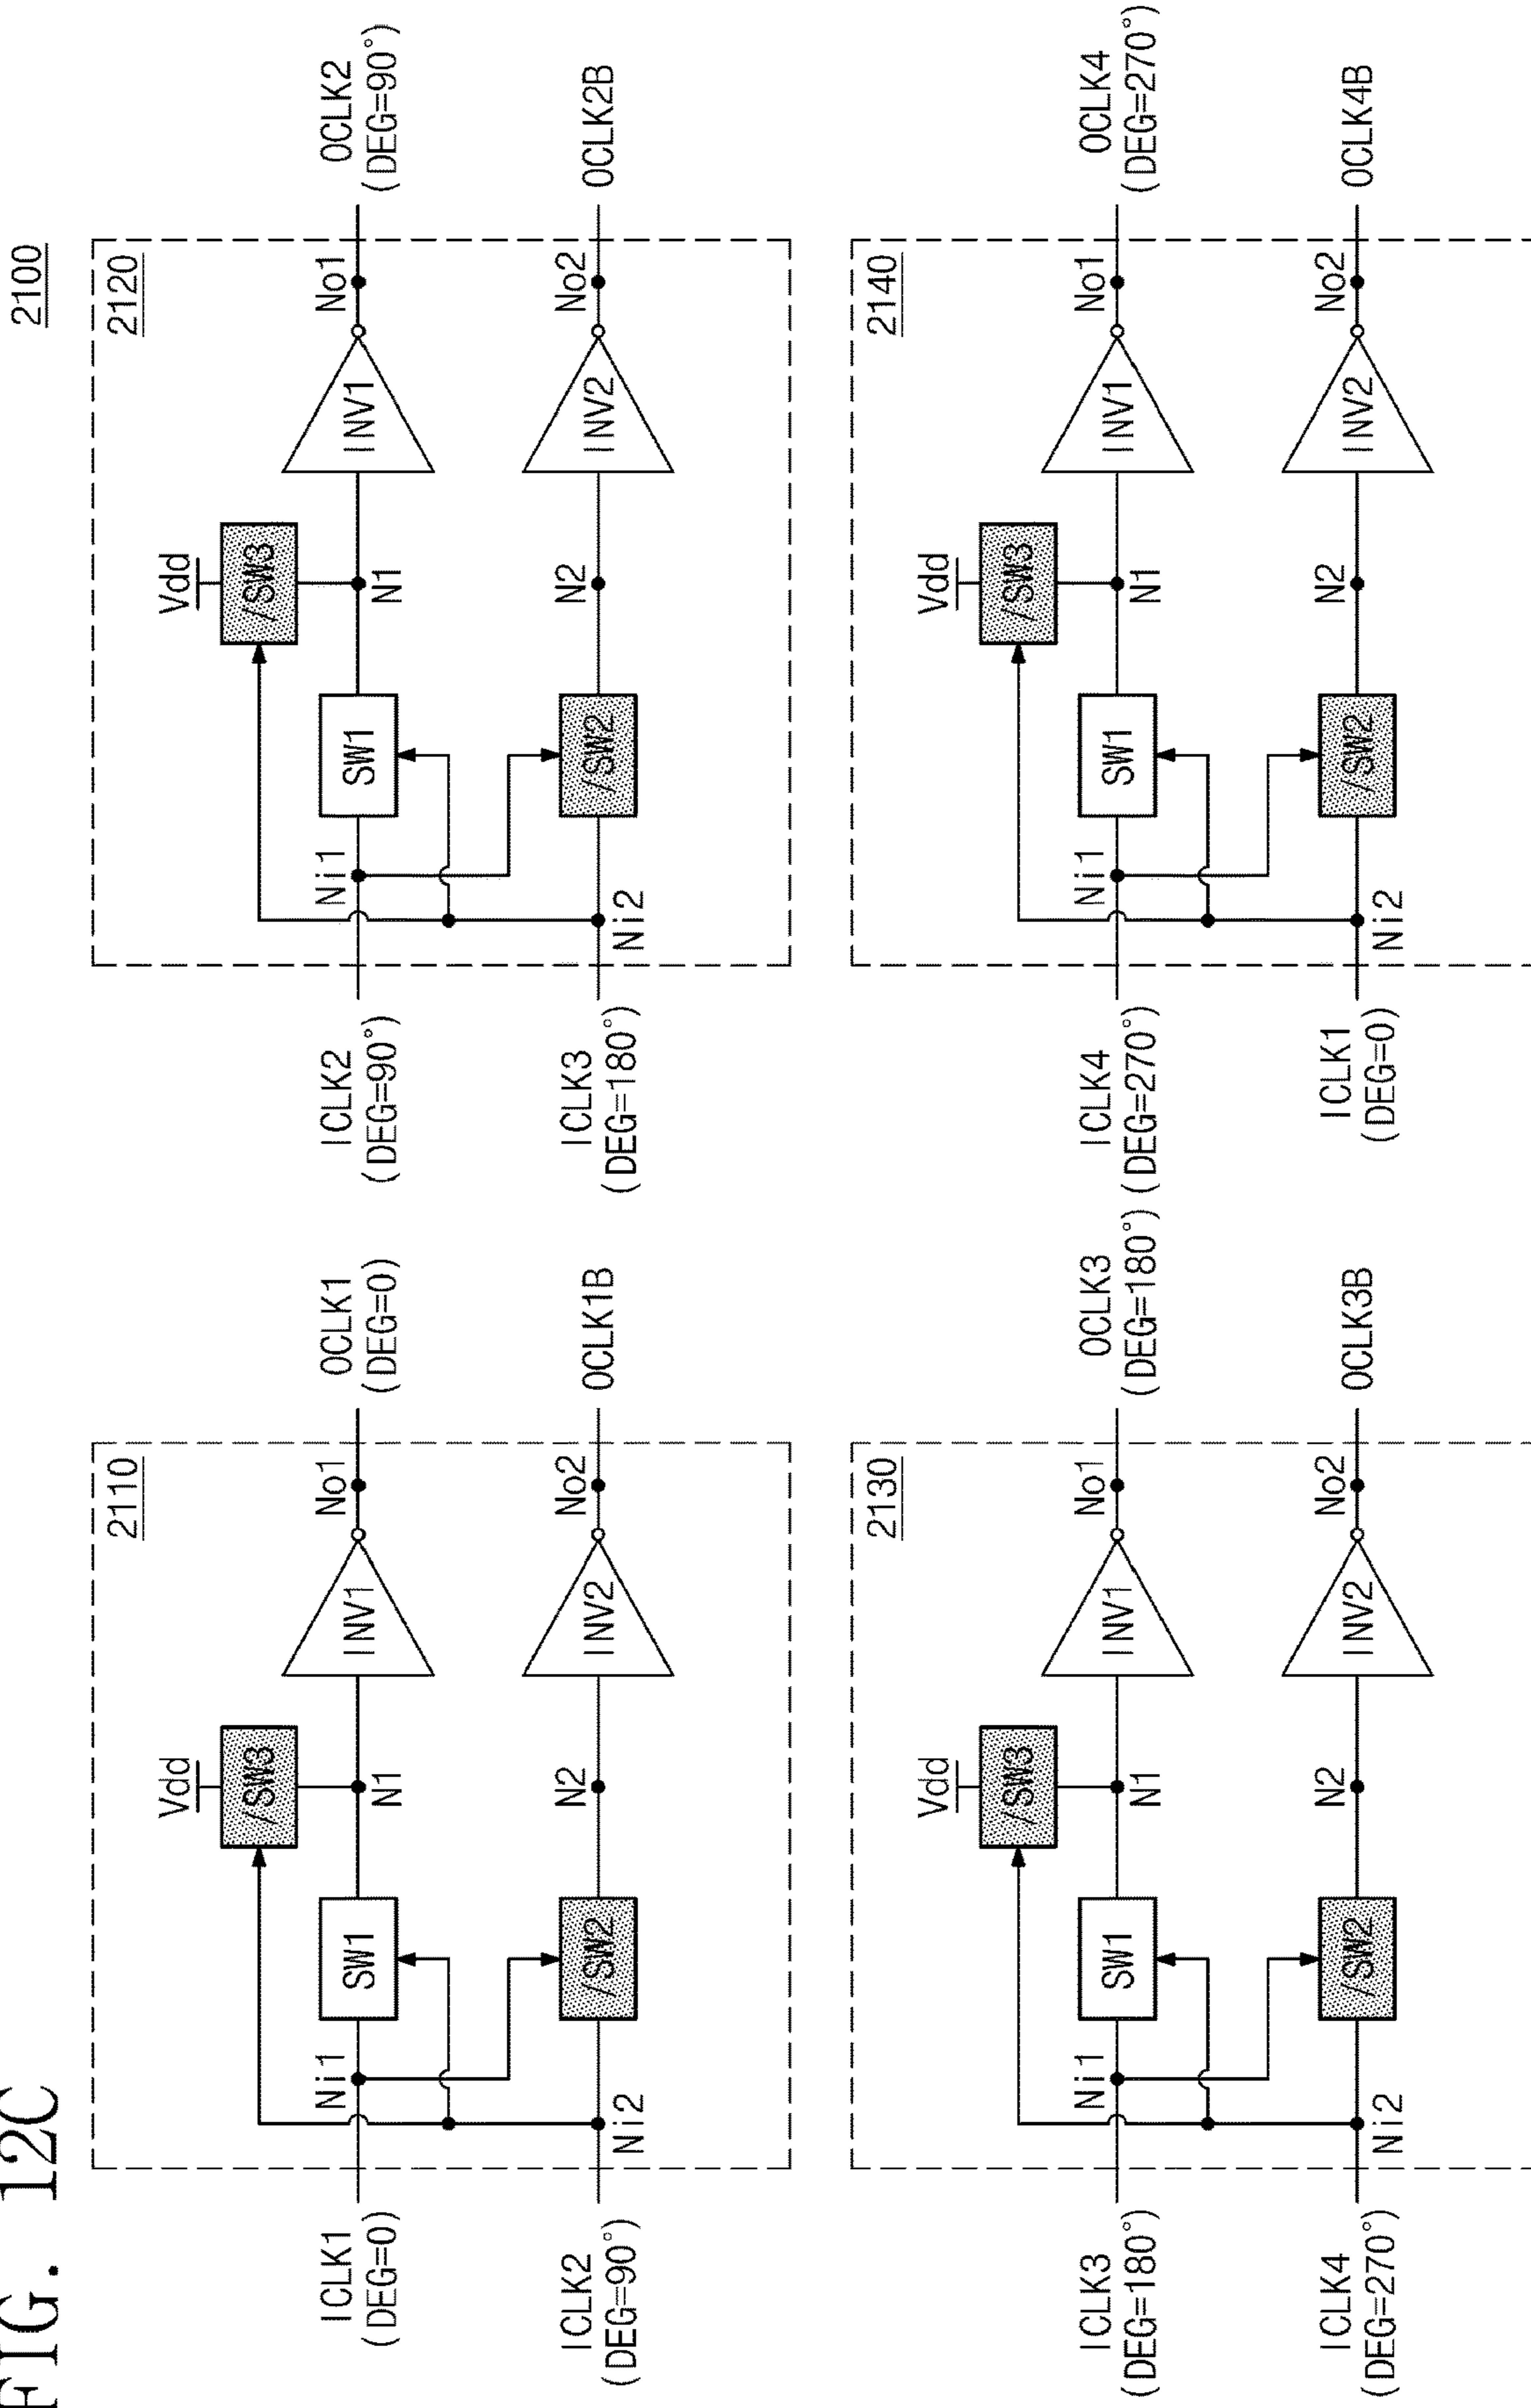 FIG. 12C
2100
2110
ICLK1
(DEG=0)
ICLK2
(DEG=90°)
Ni1
Ni2
SW1
/SW2
Vdd
/SW3
N1
N2
INV1
INV2
No1
No2
OCLK1
(DEG=0)
OCLK1B
2120
ICLK2
(DEG=90°)
ICLK3
(DEG=180°)
Ni1
Ni2
SW1
/SW2
Vdd
/SW3
N1
N2
INV1
INV2
No1
No2
OCLK2
(DEG=90°)
OCLK2B
2130
ICLK3
(DEG=180°)
ICLK4
(DEG=270°)
Ni1
Ni2
SW1
/SW2
Vdd
/SW3
N1
N2
INV1
INV2
No1
No2
OCLK3
(DEG=180°)
OCLK3B
2140
ICLK4
(DEG=270°)
ICLK1
(DEG=0)
Ni1
Ni2
SW1
/SW2
Vdd
/SW3
N1
N2
INV1
INV2
No1
No2
OCLK4
(DEG=270°)
OCLK4B